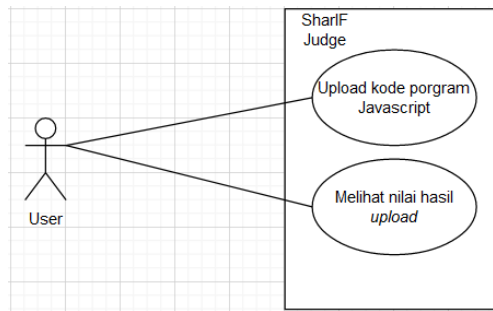 SharIF
Judge
Upload kode porgram
Javascript
User
Melihat nilai hasil
upload